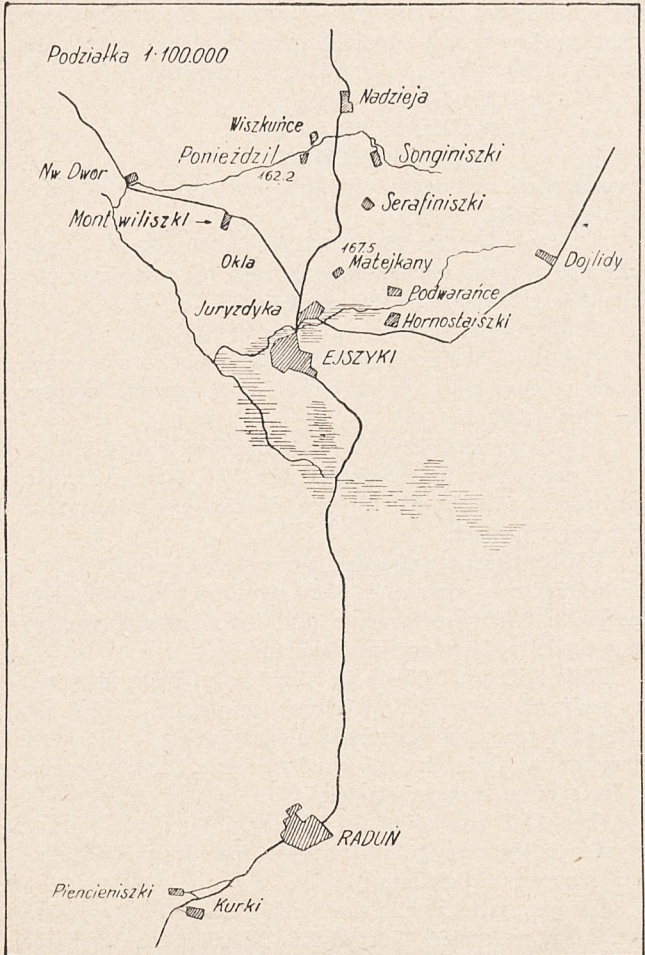 Podziałka 1:100.000
Nadzieja
Wiszkuńce
Ponieździl
Songiniszki
162.2
Nw. Dwor
Serafiniszki
Montwiliszki
167.5
Okla
Matejkany
Dojlidy
Podwarańce
Juryzdyka
Hornostaiszki
EJSZYKI
RADUŃ
Piencieniszki
Kurki